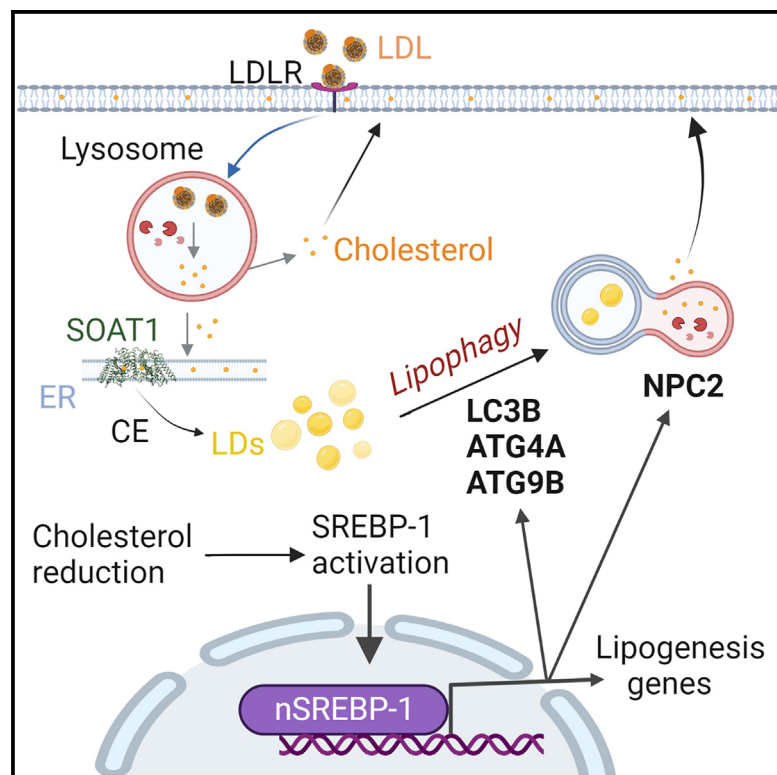 LDL
LDLR
Lysosome
Cholesterol
SOAT1
ER
CE
LDs
Lipophagy
NPC2
LC3B
ATG4A
ATG9B
Cholesterol
reduction
SREBP-1
activation
Lipogenesis
genes
nSREBP-1